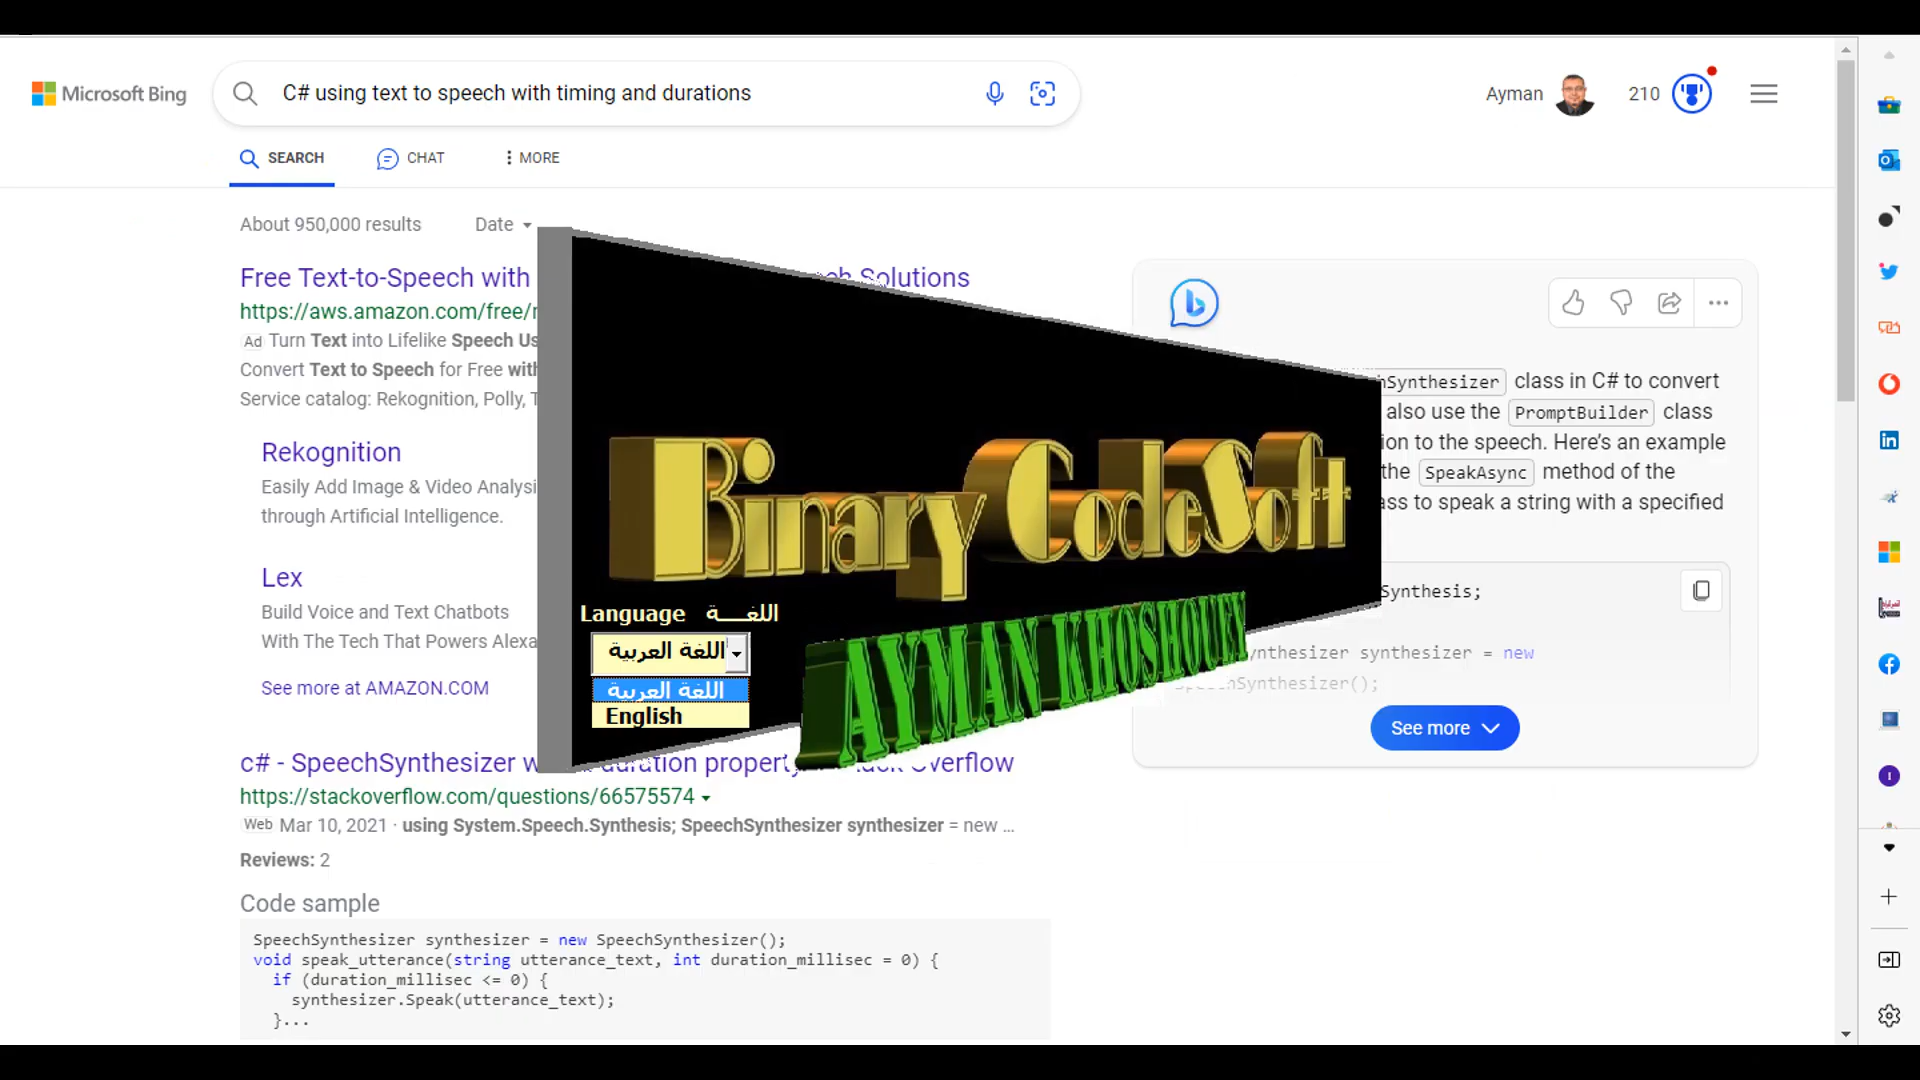 Microsoft Bing
C# using text to speech with timing and durations
Ayman
210
SEARCH
CHAT
MORE
About 950,000 results
Date
Free Text-to-Speech with
Solutions
https://aws.amazon.com/free/
Ad Turn Text into Lifelike Speech
Convert Text to Speech for Free with
Service catalog: Rekognition, Polly,
Rekognition
Easily Add Image & Video
through Artificial Intelligence.
Lex
Build Voice and Text Chatbots
With The Tech That Powers
See more at AMAZON.COM
Binary CodeSoft
AYMAN KHOSHOUEY
Language اللغـــة
اللغة العربية
اللغة العربية
English
class in C# to convert
also use the PromptBuilder class
to the speech. Here's an example
the SpeakAsync method of the
to speak a string with a specified
synthesizer = new
See more
c# - SpeechSynthesizer
duration property
Overflow
https://stackoverflow.com/questions/66575574
Web Mar 10, 2021 · using System.Speech.Synthesis; SpeechSynthesizer synthesizer = new ...
Reviews: 2
Code sample
SpeechSynthesizer synthesizer = new SpeechSynthesizer();
void speak_utterance(string utterance_text, int duration_millisec = 0) {
if (duration_millisec <= 0) {
synthesizer.Speak(utterance_text);
}...